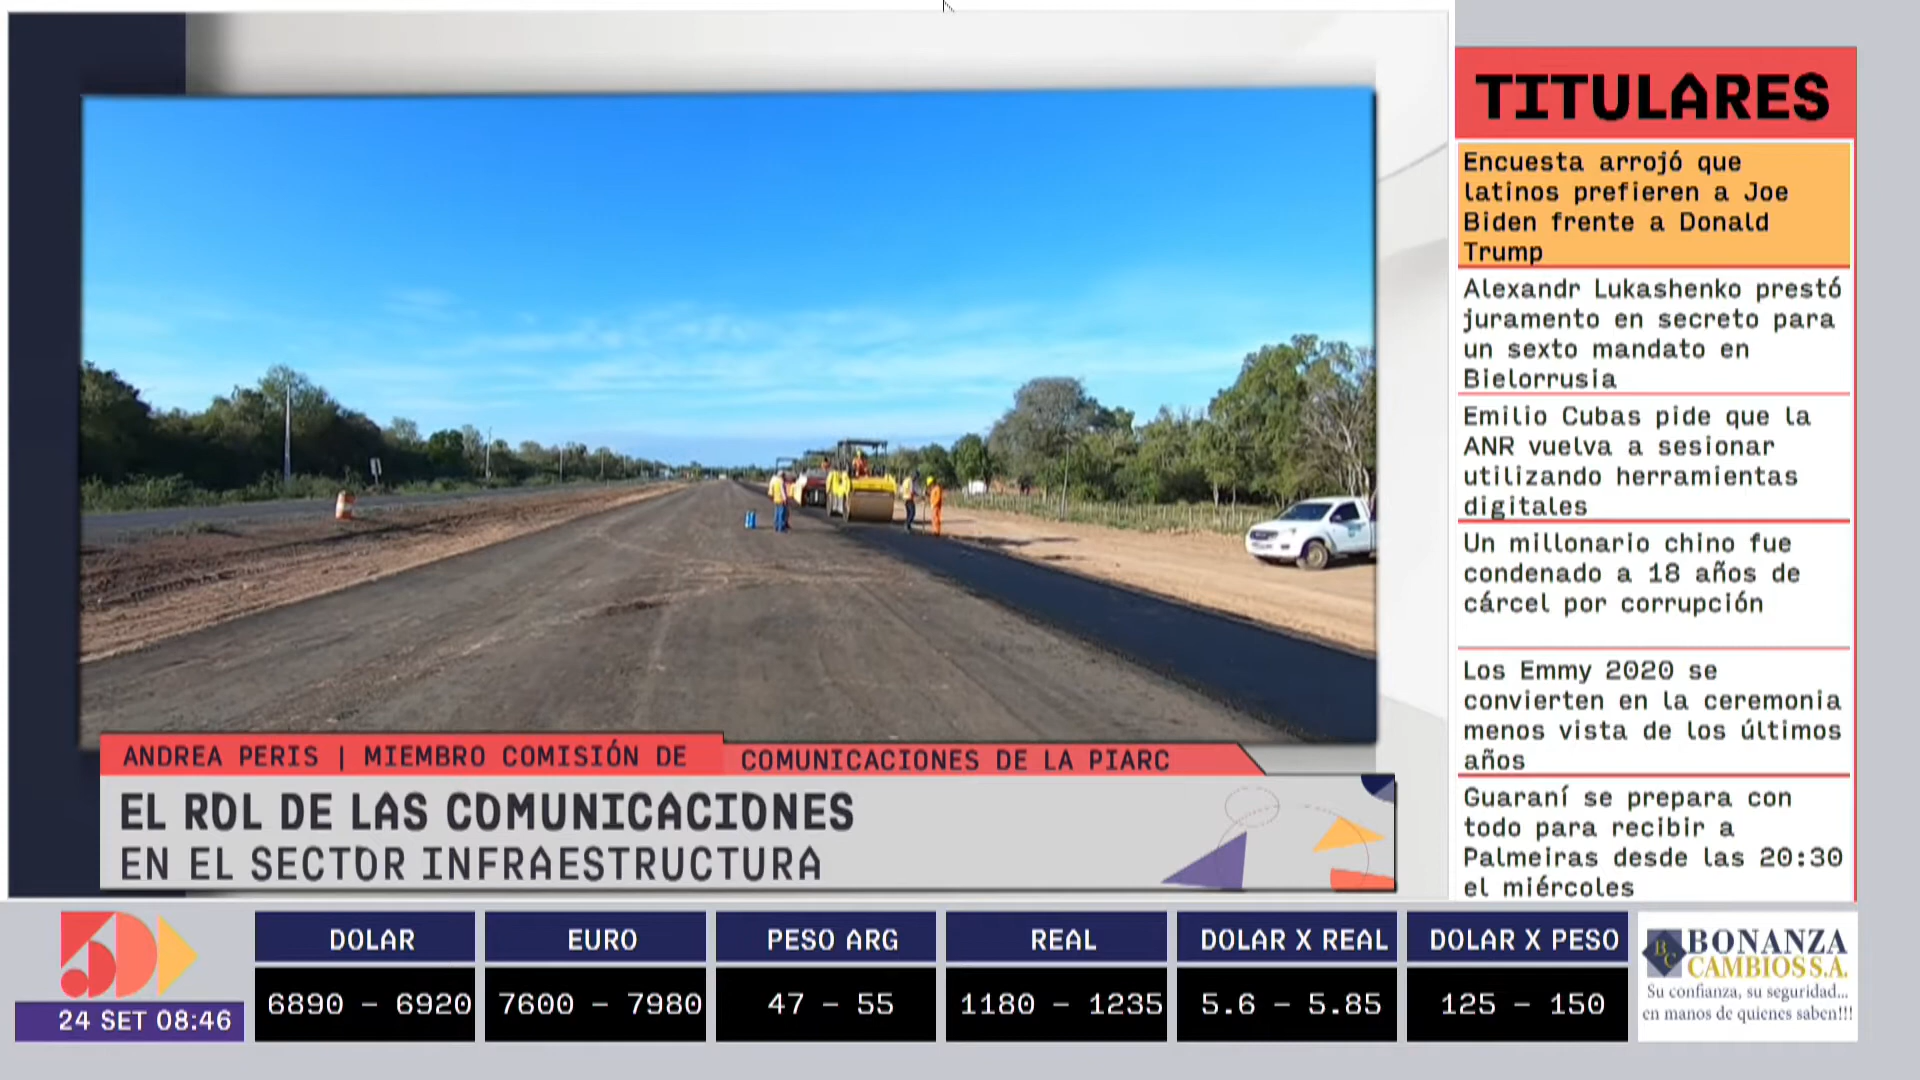 TITULARES
Encuesta arrojó que
latinos prefieren a Joe
Biden frente a Donald
Trump
Alexandr Lukashenko prestó
juramento en secreto para
un sexto mandato en
Bielorrusia
Emilio Cubas pide que la
ANR vuelva a sesionar
utilizando herramientas
digitales
Un millonario chino fue
condenado a 18 años de
cárcel por corrupción
Los Emmy 2020 se
convierten en la ceremonia
menos vista de los últimos
años
Guaraní se prepara con
todo para recibir a
Palmeiras desde las 20:30
el miércoles
ANDREA PERIS | MIEMBRO COMISIÓN DE COMUNICACIONES DE LA PIARC
EL ROL DE LAS COMUNICACIONES
EN EL SECTOR INFRAESTRUCTURA
5D
24 SET 08:46
DOLAR
6890 - 6920
EURO
7600 - 7980
PESO ARG
47 - 55
REAL
1180 - 1235
DOLAR X REAL
5.6 - 5.85
DOLAR X PESO
125 - 150
BC
BONANZA
CAMBIOS S.A.
Su confianza, su seguridad...
en manos de quienes saben!!!